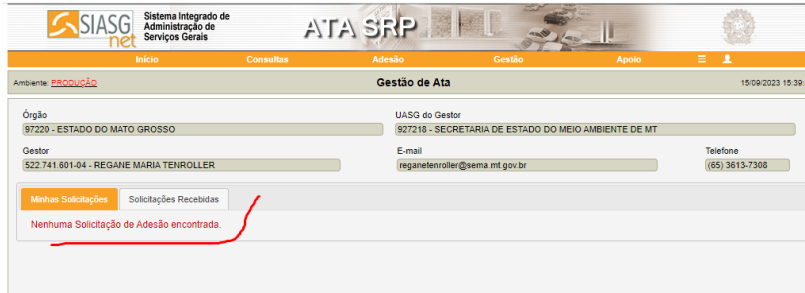 SIASG
net
Sistema Integrado de
Administração de
Serviços Gerais
ATA SRP
Início Consultas Adesão Gestão Apoio
Ambiente: PRODUÇÃO Gestão de Ata 15/09/2023 15:39:
Órgão UASG do Gestor
97220 - ESTADO DO MATO GROSSO 927218 - SECRETARIA DE ESTADO DO MEIO AMBIENTE DE MT
Gestor E-mail Telefone
522.741.601-04 - REGANE MARIA TENROLLER reganetenroller@sema.mt.gov.br (65) 3613-7308
Minhas Solicitações Solicitações Recebidas
Nenhuma Solicitação de Adesão encontrada.